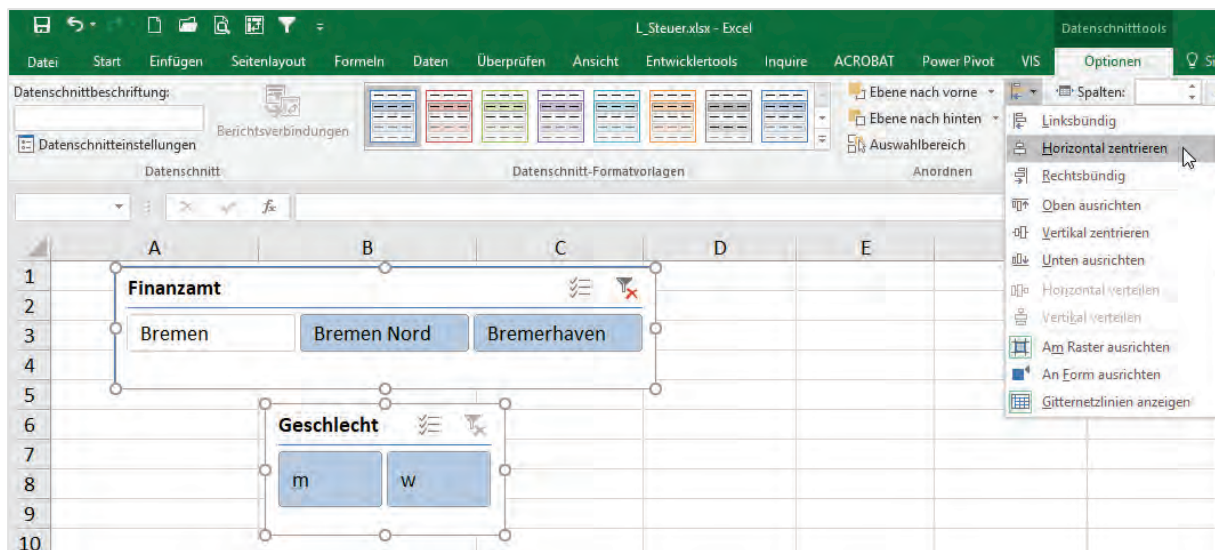 L_Steuer.xlsx - Excel
Datenschnitttools
Datei Start Einfügen Seitenlayout Formeln Daten Überprüfen Ansicht Entwicklertools Inquire ACROBAT Power Pivot VIS Optionen
Datenschnittbeschriftung:
Datenschnitteinstellungen
Berichtsverbindungen
Datenschnitt
Datenschnitt-Formatvorlagen
Ebene nach vorne
Ebene nach hinten
Auswahlbereich
Anordnen
Spalten:
Linksbündig
Horizontal zentrieren
Rechtsbündig
Oben ausrichten
Vertikal zentrieren
Unten ausrichten
Horizontal verteilen
Vertikal verteilen
Am Raster ausrichten
An Form ausrichten
Gitternetzlinien anzeigen
fx
A B C D E
1
2
3
4
5
6
7
8
9
10
Finanzamt
Bremen Bremen Nord Bremerhaven
Geschlecht
m w